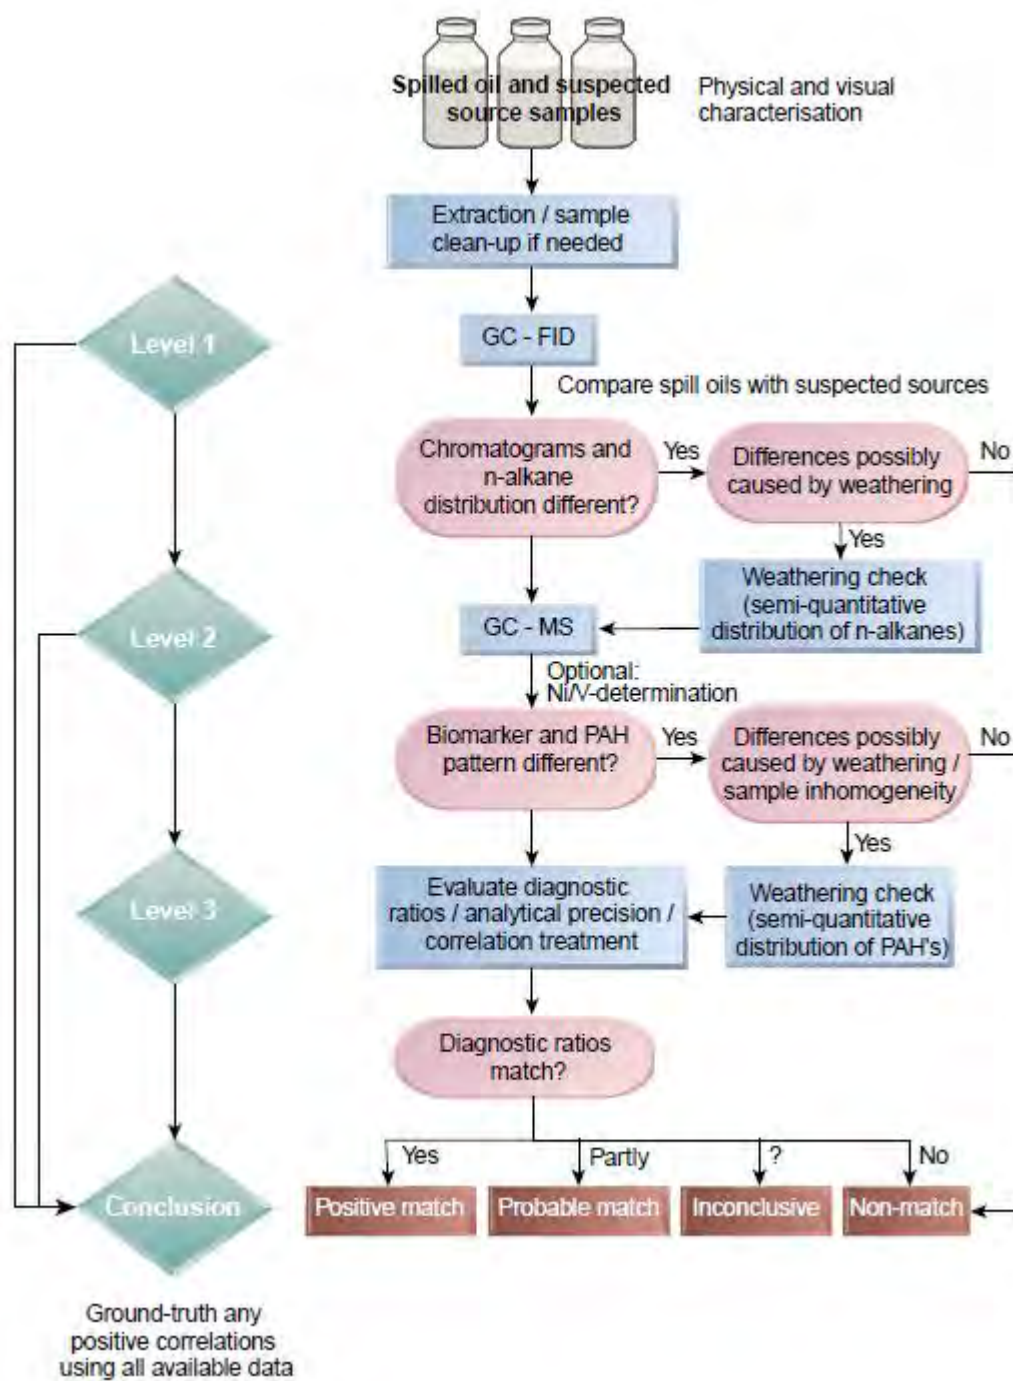 Spilled oil and suspected
source samples
Physical and visual
characterisation
Extraction / sample
clean-up if needed
Level 1
GC - FID
Compare spill oils with suspected sources
Chromatograms and
n-alkane
distribution different?
Yes
Differences possibly
caused by weathering
No
Yes
Weathering check
(semi-quantitative
distribution of n-alkanes)
Level 2
GC - MS
Optional:
Ni/V-determination
Biomarker and PAH
pattern different?
Yes
Differences possibly
caused by weathering /
sample inhomogeneity
No
Yes
Level 3
Evaluate diagnostic
ratios / analytical precision /
correlation treatment
Weathering check
(semi-quantitative
distribution of PAH's)
Diagnostic ratios
match?
Yes
Partly
?
No
Conclusion
Positive match
Probable match
Inconclusive
Non-match
Ground-truth any
positive correlations
using all available data